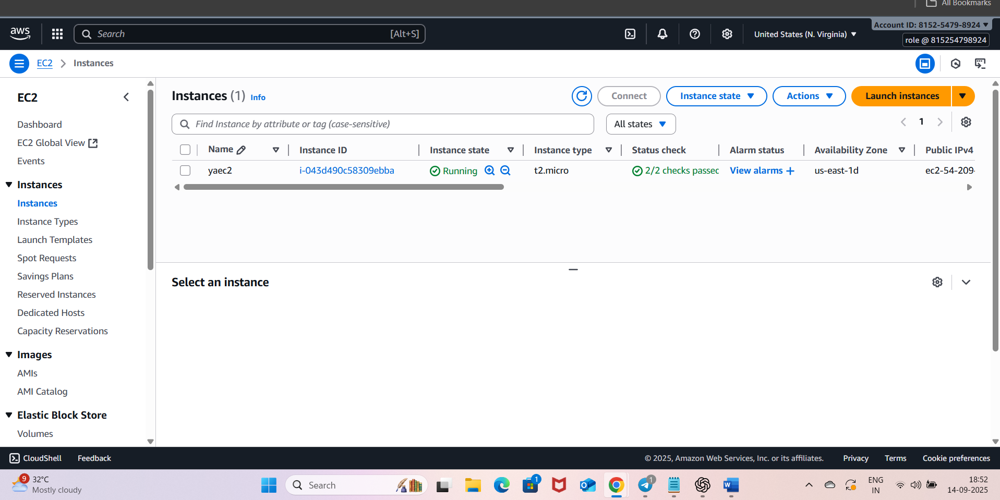 All Bookmarks
aws
Search
[Alt+S]
United States (N. Virginia)
Account ID: 8152-5479-8924
role @ 815254798924
EC2
Instances
EC2
Dashboard
EC2 Global View
Events
Instances
Instances
Instance Types
Launch Templates
Spot Requests
Savings Plans
Reserved Instances
Dedicated Hosts
Capacity Reservations
Images
AMIs
AMI Catalog
Elastic Block Store
Volumes
Instances (1) Info
Connect
Instance state
Actions
Launch instances
Find Instance by attribute or tag (case-sensitive)
All states
1
Name
Instance ID
Instance state
Instance type
Status check
Alarm status
Availability Zone
Public IPv4
yaec2
i-043d490c58309ebba
Running
t2.micro
2/2 checks passed
View alarms +
us-east-1d
ec2-54-209-
Select an instance
CloudShell
Feedback
© 2025, Amazon Web Services, Inc. or its affiliates.
Privacy
Terms
Cookie preferences
9
32°C
Mostly cloudy
Search
1
1
W
ENG
IN
18:52
14-09-2025